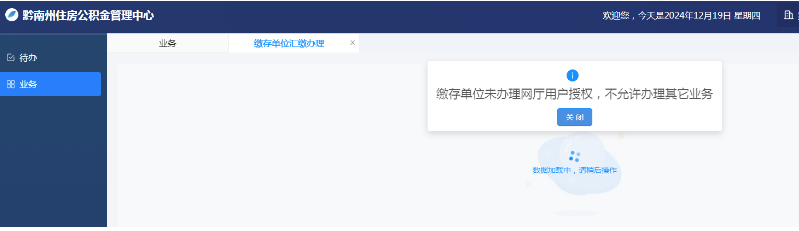 黔南州住房公积金管理中心
欢迎您，今天是2024年12月19日 星期四
待办
业务
业务
缴存单位汇缴办理
缴存单位未办理网厅用户授权，不允许办理其它业务
关 闭
数据加载中，请稍后操作